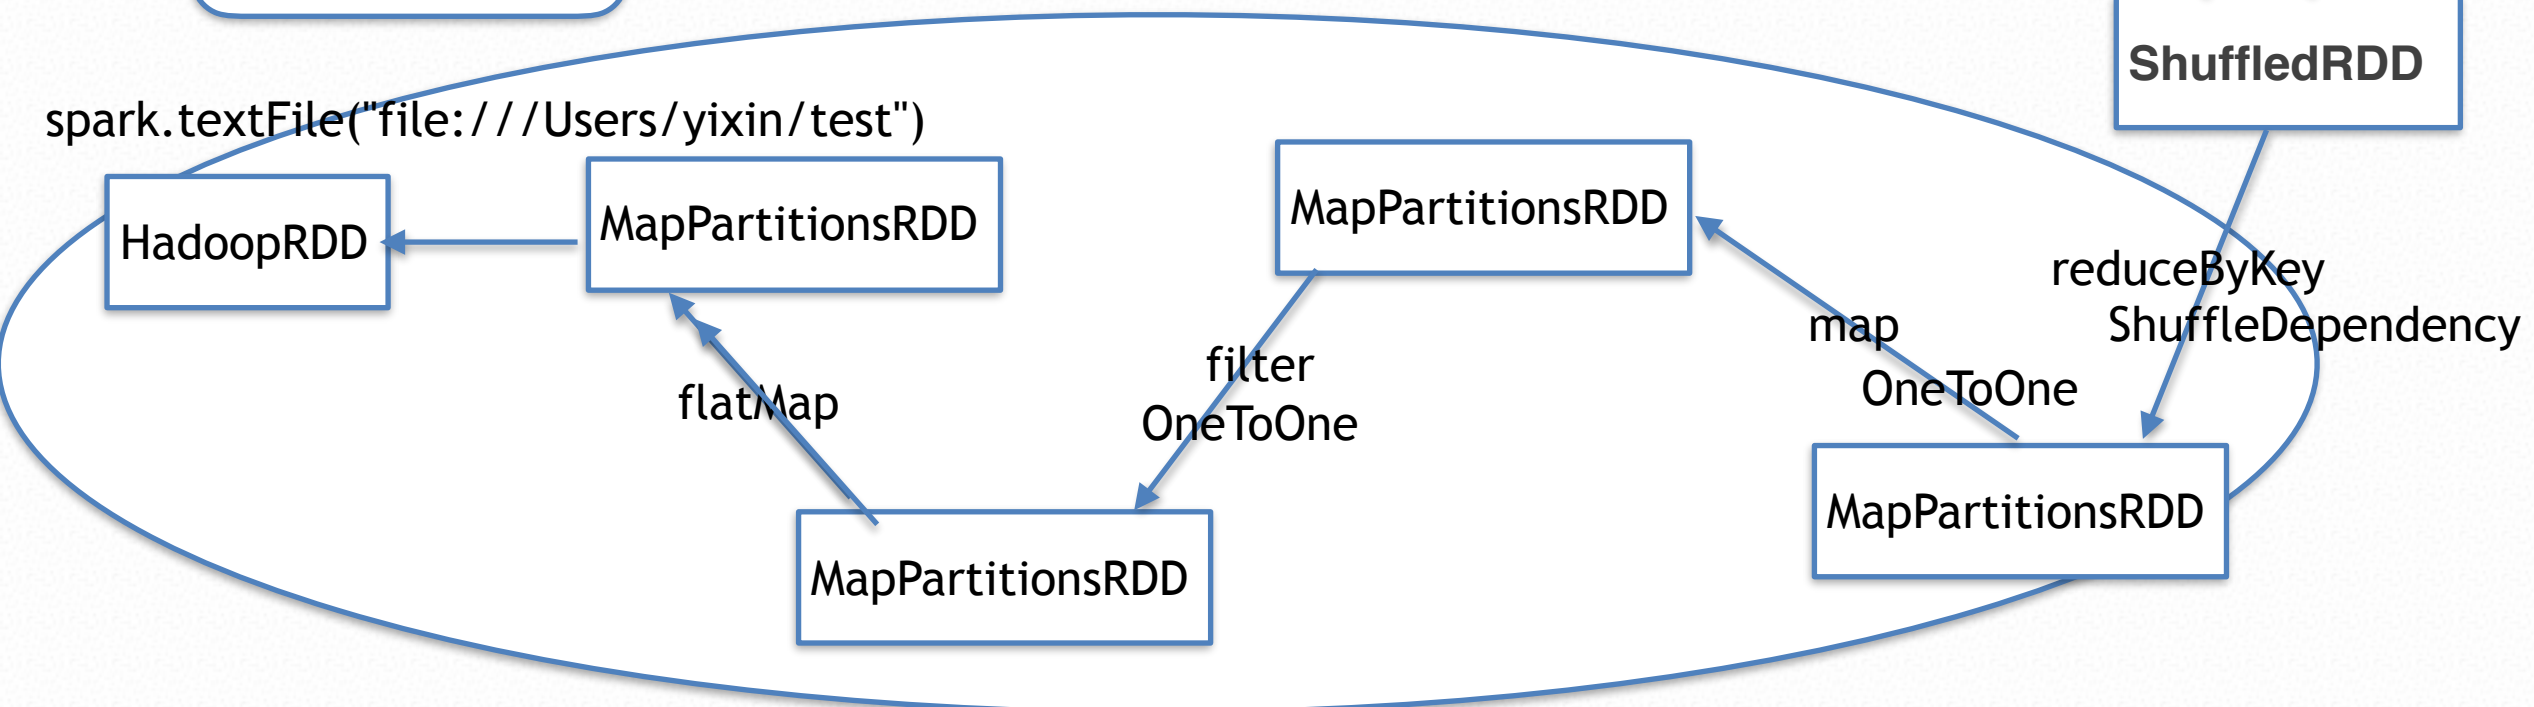 ShuffledRDD
spark.textFile("file:///Users/yixin/test")
HadoopRDD
MapPartitionsRDD
MapPartitionsRDD
reduceByKey
ShuffleDependency
map
OneToOne
filter
OneToOne
flatMap
MapPartitionsRDD
MapPartitionsRDD